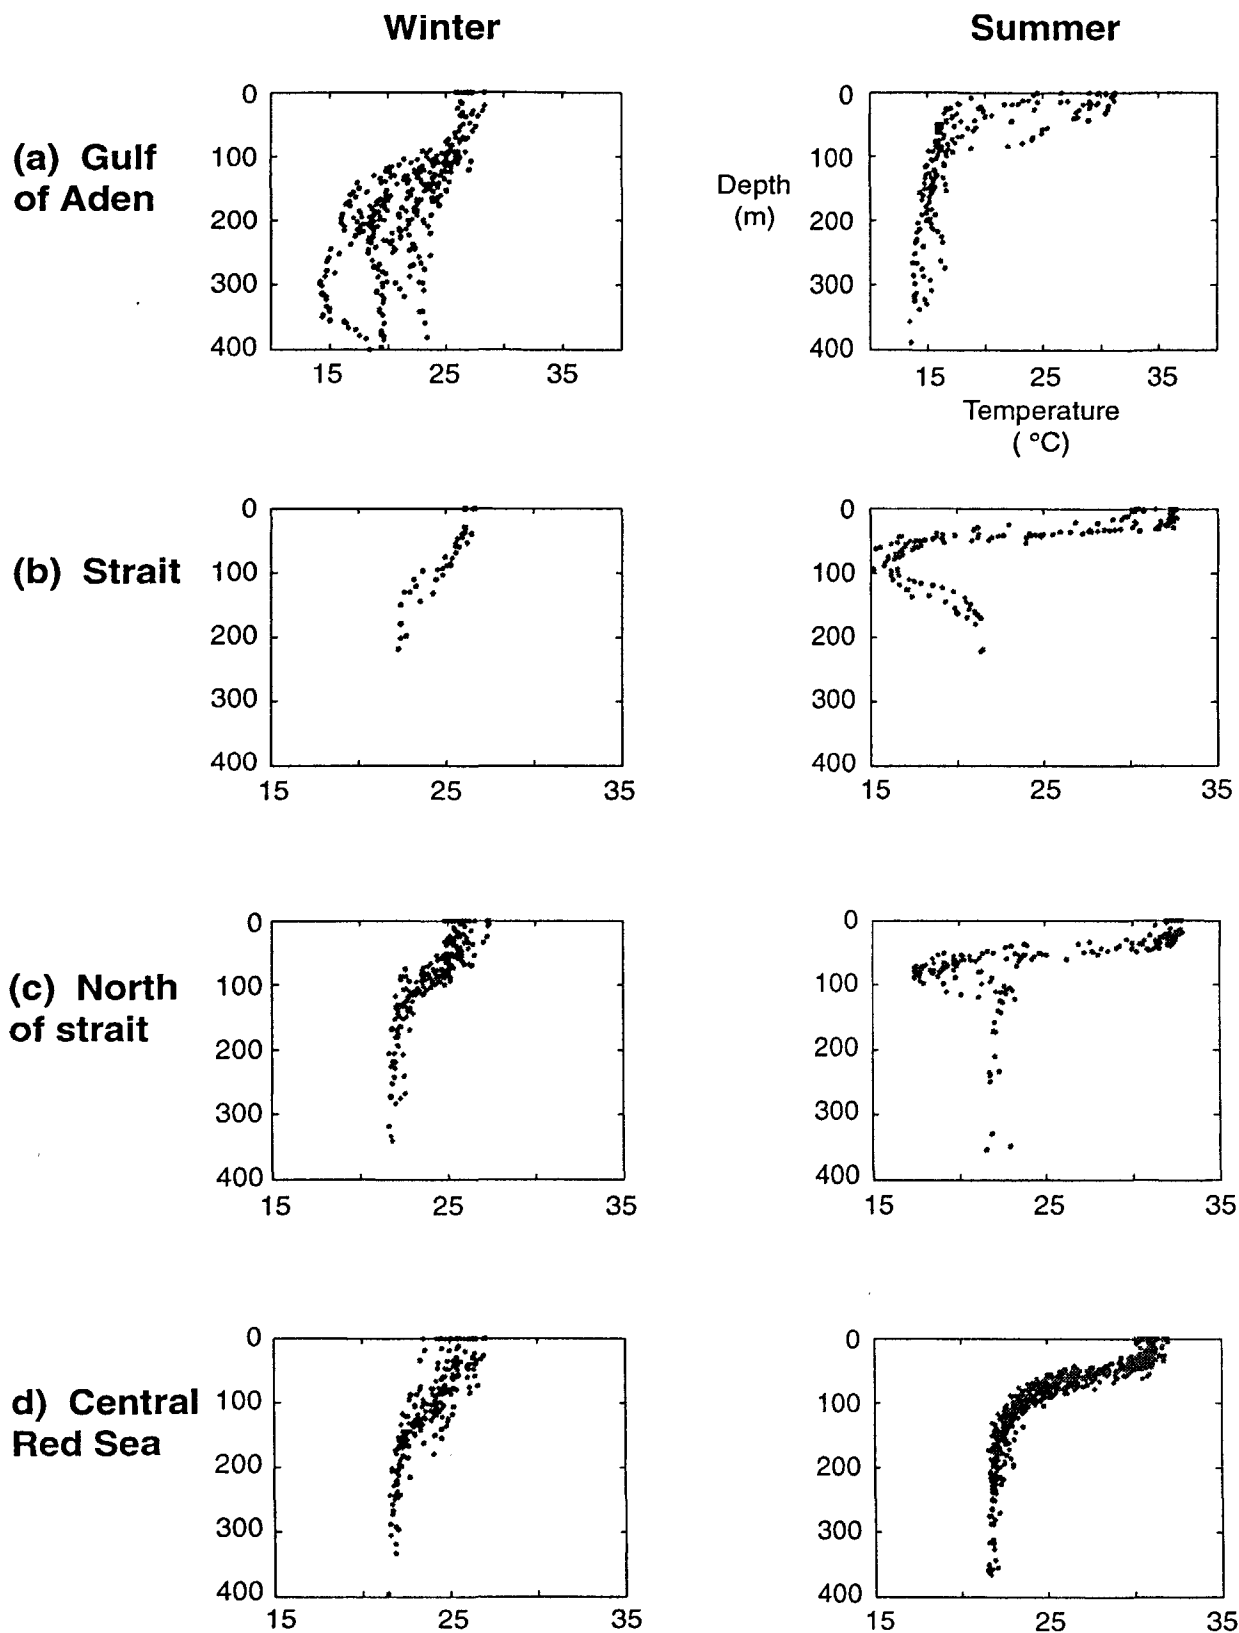 Winter Summer
0 0
(a) Gulf
of Aden
100 100
Depth
(m)
200 200
300 300
400 400
15 25 35 15 25 35
Temperature
( °C)
0 0
(b) Strait
100 100
200 200
300 300
400 400
15 25 35 15 25 35
0 0
(c) North
of strait
100 100
200 200
300 300
400 400
15 25 35 15 25 35
0 0
d) Central
Red Sea
100 100
200 200
300 300
400 400
15 25 35 15 25 35